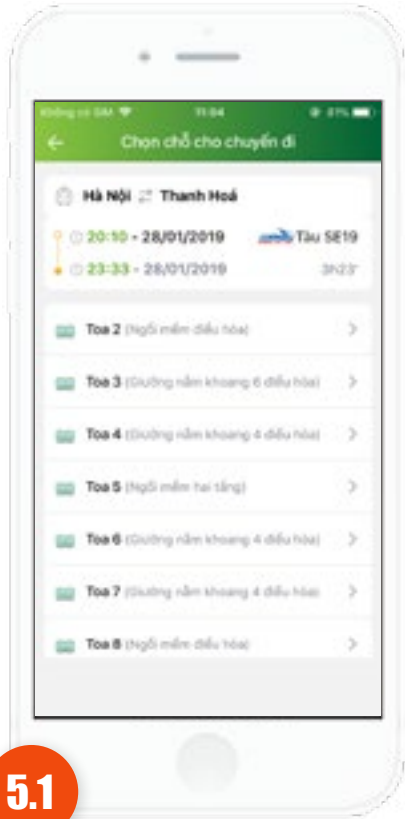 Không có SIM 11:04 81%
Chọn chỗ cho chuyến đi
Hà Nội Thanh Hoá
20:10 - 28/01/2019 Tàu SE19
23:33 - 28/01/2019 3h23'
Toa 2 (Ngồi mềm điều hòa)
Toa 3 (Giường nằm khoang 6 điều hòa)
Toa 4 (Giường nằm khoang 4 điều hòa)
Toa 5 (Ngồi mềm hai tầng)
Toa 6 (Giường nằm khoang 4 điều hòa)
Toa 7 (Giường nằm khoang 4 điều hòa)
Toa 8 (Ngồi mềm điều hòa)
5.1